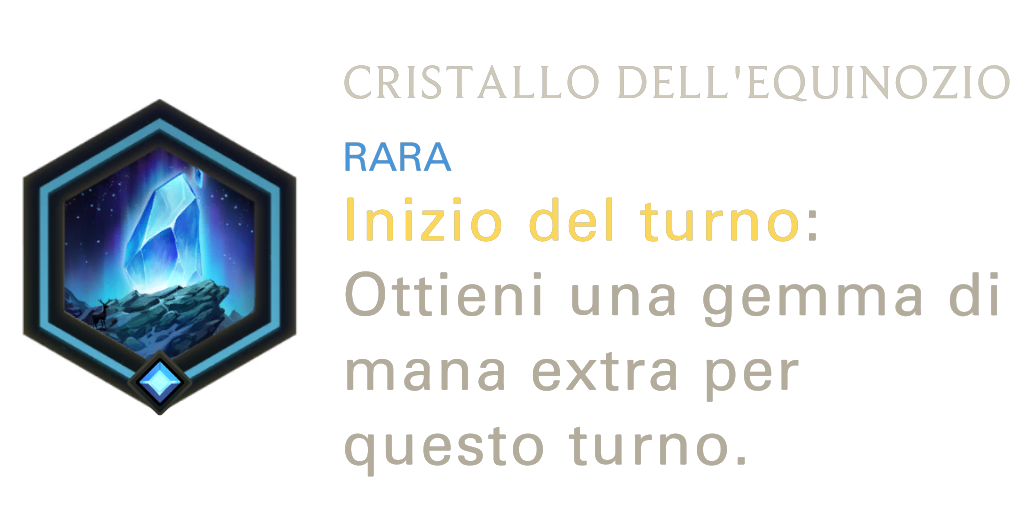 CRISTALLO DELL'EQUINOZIO
RARA
Inizio del turno:
Ottieni una gemma di
mana extra per
questo turno.